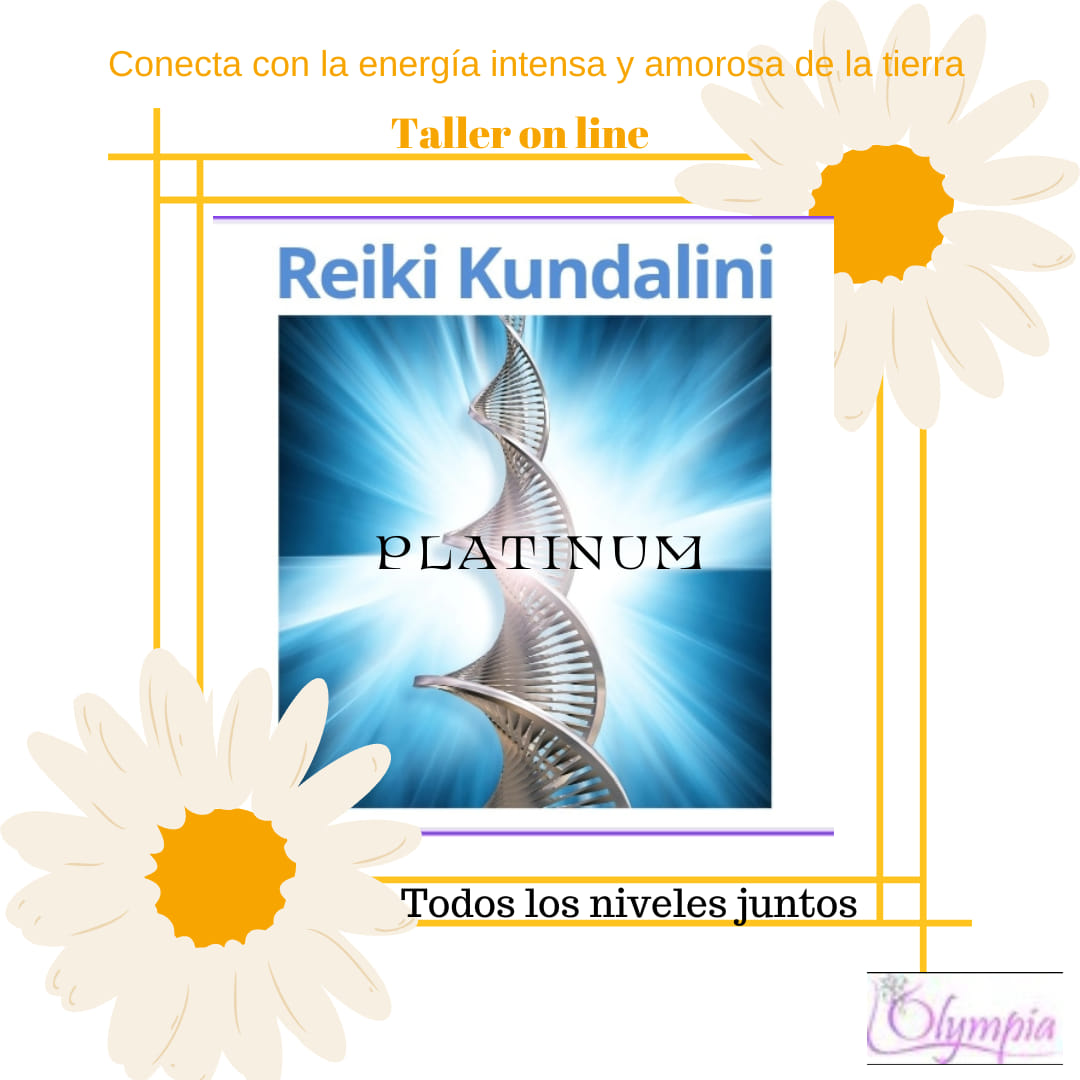 Conecta con la energía intensa y amorosa de la tierra
Taller on line
Reiki Kundalini
PLATINUM
Todos los niveles juntos
Olympia